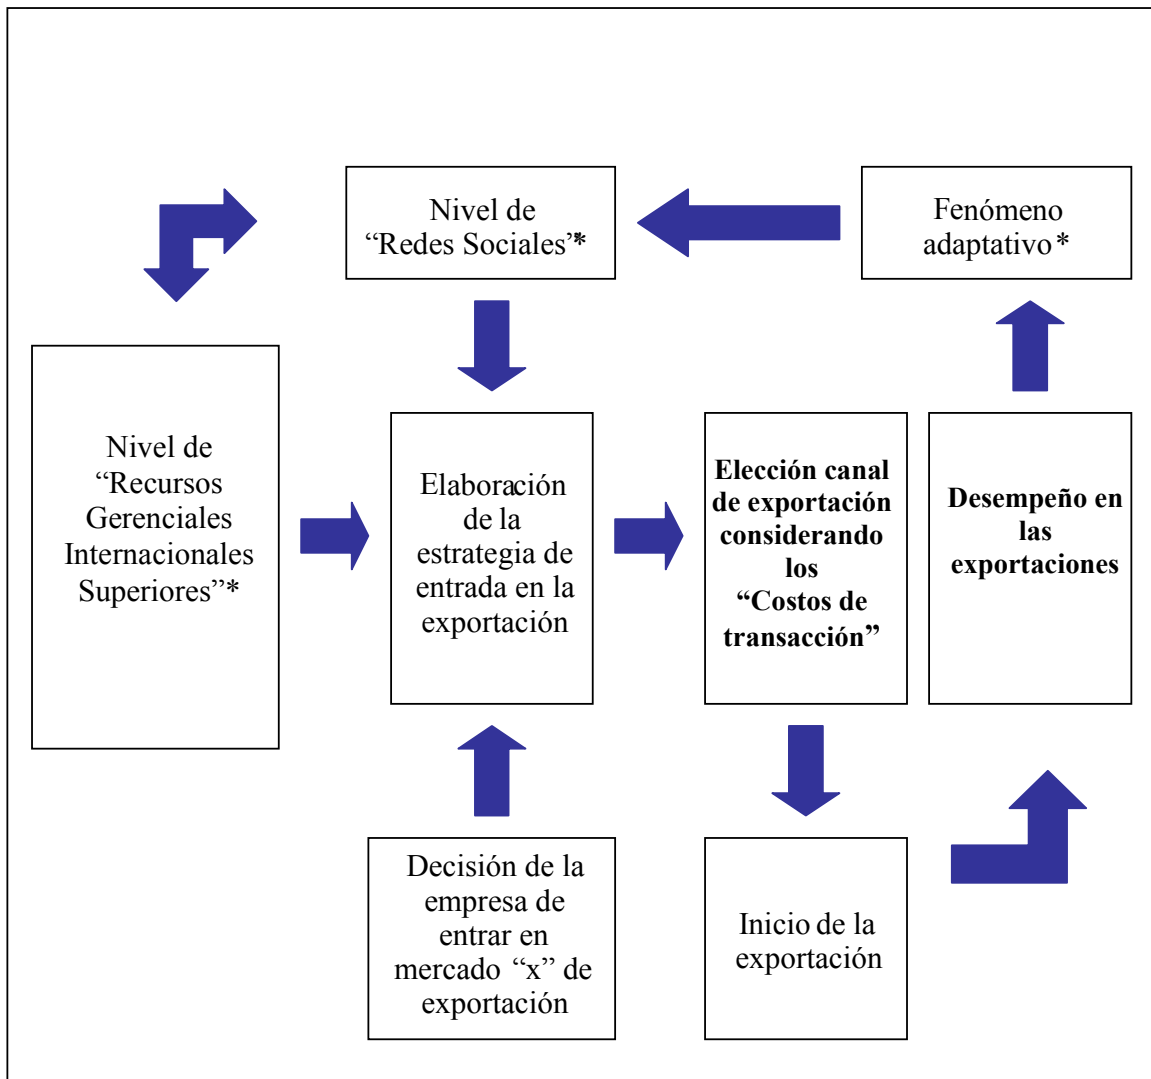 Nivel de
“Redes Sociales”*
Fenómeno
adaptativo*
Nivel de
“Recursos
Gerenciales
Internacionales
Superiores”*
Elaboración
de la
estrategia de
entrada en la
exportación
Elección canal
de exportación
considerando
los
“Costos de
transacción”
Desempeño en
las
exportaciones
Decisión de la
empresa de
entrar en
mercado “x” de
exportación
Inicio de la
exportación